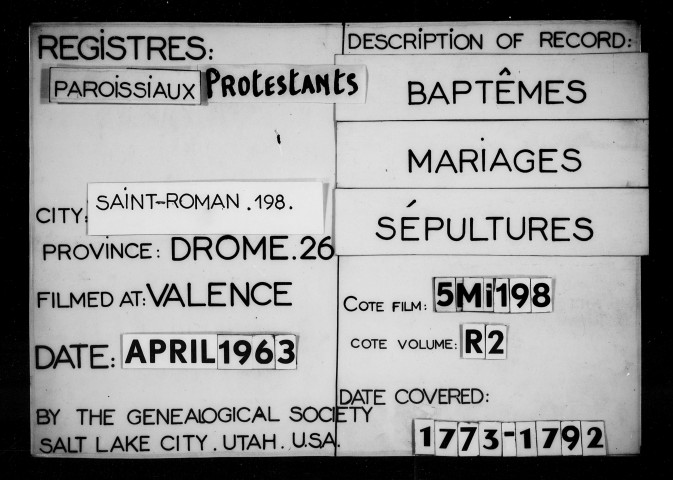 REGISTRES:
PAROISSIAUX PROTESTANTS
CITY: SAINT-ROMAN .198.
PROVINCE: DROME.26
FILMED AT: VALENCE
DATE: APRIL 1963
BY THE GENEALOGICAL SOCIETY
SALT LAKE CITY. UTAH. U.S.A.
DESCRIPTION OF RECORD:
BAPTÊMES
MARIAGES
SÉPULTURES
COTE FILM: 5Mi198
COTE VOLUME: R2
DATE COVERED:
1773-1792